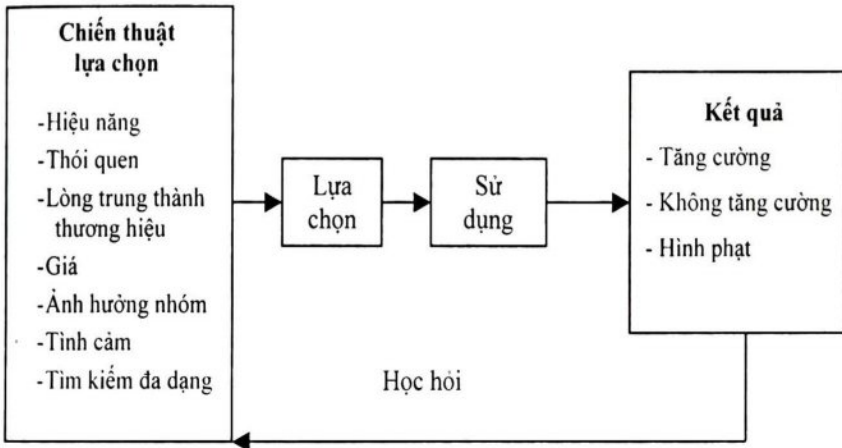 Chiến thuật
lựa chọn
-Hiệu năng
-Thói quen
-Lòng trung thành
thương hiệu
-Giá
-Ảnh hưởng nhóm
-Tình cảm
-Tìm kiếm đa dạng
Lựa
chọn
Sử
dụng
Kết quả
- Tăng cường
- Không tăng cường
- Hình phạt
Học hỏi